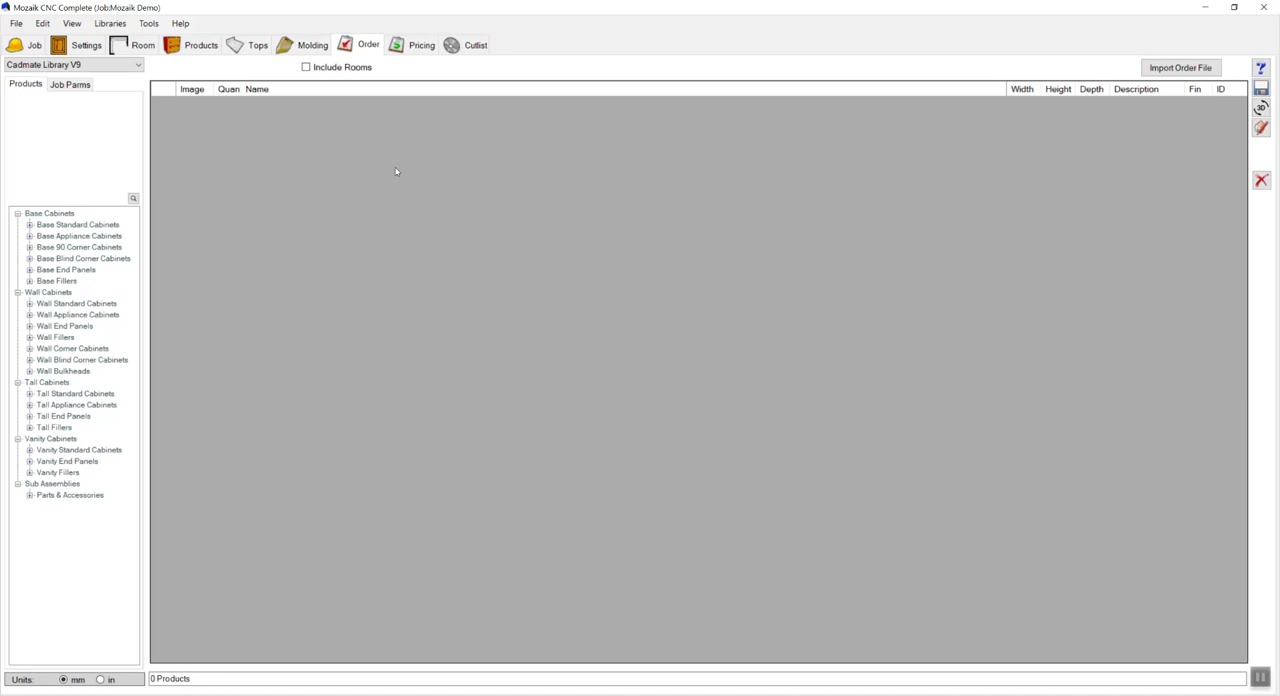 Mozaik CNC Complete (Job:Mozaik Demo)
File Edit View Libraries Tools Help
Job Settings Room Products Tops Molding Order Pricing Cutlist
Cadmate Library V9
Include Rooms
Import Order File
Products Job Parms
Image Quan Name Width Height Depth Description Fin ID
3D
Base Cabinets
Base Standard Cabinets
Base Appliance Cabinets
Base 90 Corner Cabinets
Base Blind Corner Cabinets
Base End Panels
Base Fillers
Wall Cabinets
Wall Standard Cabinets
Wall Appliance Cabinets
Wall End Panels
Wall Fillers
Wall Corner Cabinets
Wall Blind Corner Cabinets
Wall Bulkheads
Tall Cabinets
Tall Standard Cabinets
Tall Appliance Cabinets
Tall End Panels
Tall Fillers
Vanity Cabinets
Vanity Standard Cabinets
Vanity End Panels
Vanity Fillers
Sub Assemblies
Parts & Accessories
Units: mm in
0 Products